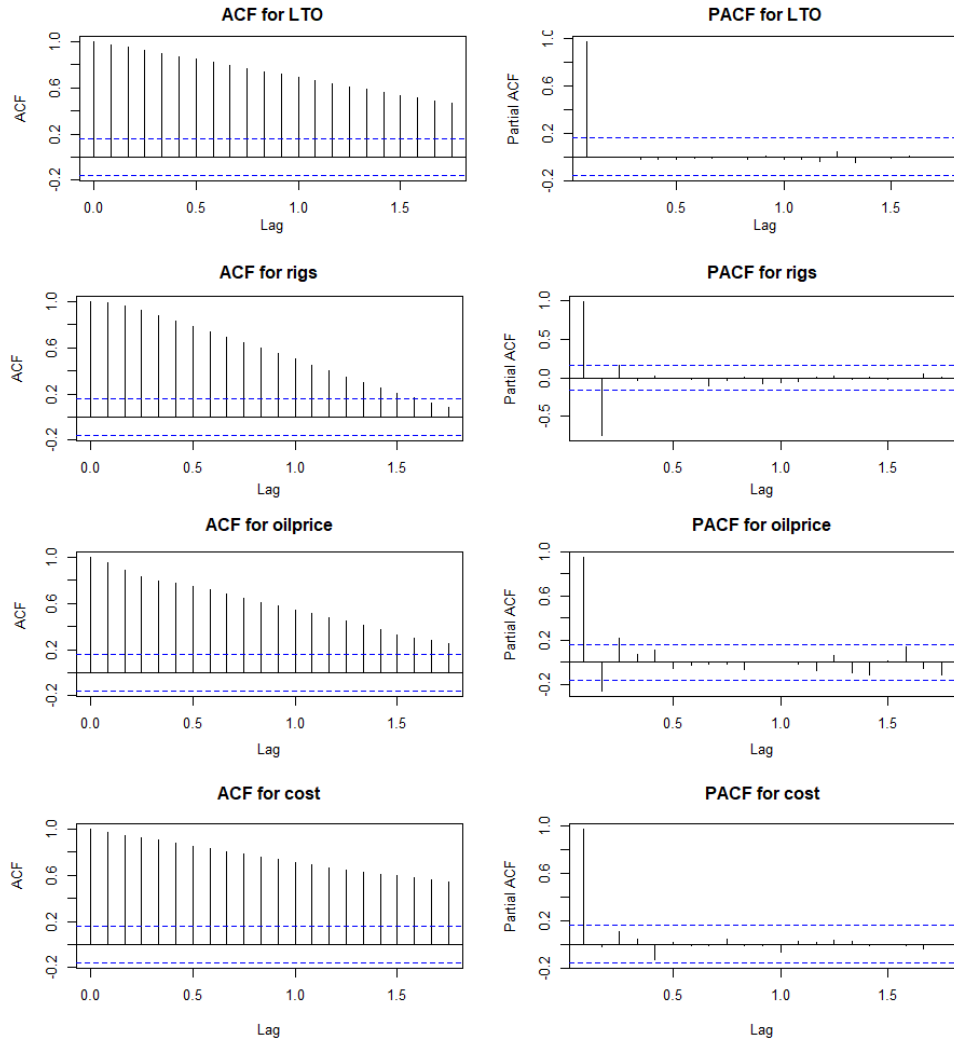 ACF for LTO
ACF
1.0
0.6
0.2
-0.2
0.0
0.5
1.0
1.5
Lag
PACF for LTO
Partial ACF
1.0
0.6
0.2
-0.2
0.5
1.0
1.5
Lag
ACF for rigs
ACF
1.0
0.6
0.2
-0.2
0.0
0.5
1.0
1.5
Lag
PACF for rigs
Partial ACF
1.0
0.5
0.0
-0.5
0.5
1.0
1.5
Lag
ACF for oilprice
ACF
1.0
0.6
0.2
-0.2
0.0
0.5
1.0
1.5
Lag
PACF for oilprice
Partial ACF
1.0
0.6
0.2
-0.2
0.5
1.0
1.5
Lag
ACF for cost
ACF
1.0
0.6
0.2
-0.2
0.0
0.5
1.0
1.5
Lag
PACF for cost
Partial ACF
1.0
0.6
0.2
-0.2
0.5
1.0
1.5
Lag